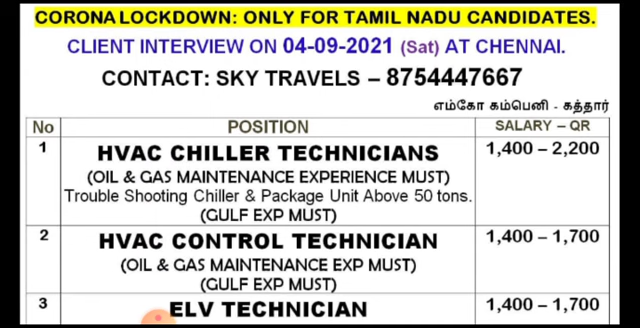 CORONA LOCKDOWN: ONLY FOR TAMIL NADU CANDIDATES.
CLIENT INTERVIEW ON 04-09-2021 (Sat) AT CHENNAI.
CONTACT: SKY TRAVELS – 8754447667
எம்கோ கம்பெனி - கத்தார்
No POSITION SALARY – QR
1 HVAC CHILLER TECHNICIANS 1,400 – 2,200
(OIL & GAS MAINTENANCE EXPERIENCE MUST)
Trouble Shooting Chiller & Package Unit Above 50 tons.
(GULF EXP MUST)
2 HVAC CONTROL TECHNICIAN 1,400 – 1,700
(OIL & GAS MAINTENANCE EXP MUST)
(GULF EXP MUST)
3 ELV TECHNICIAN 1,400 – 1,700